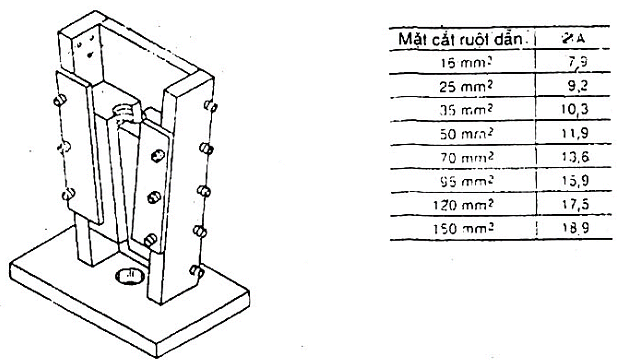 Mặt cắt ruột dẫn. ∅ A
16 mm² 7,9
25 mm² 9,2
35 mm² 10,3
50 mm² 11,9
70 mm² 13,6
95 mm² 15,9
120 mm² 17,5
150 mm² 18,9